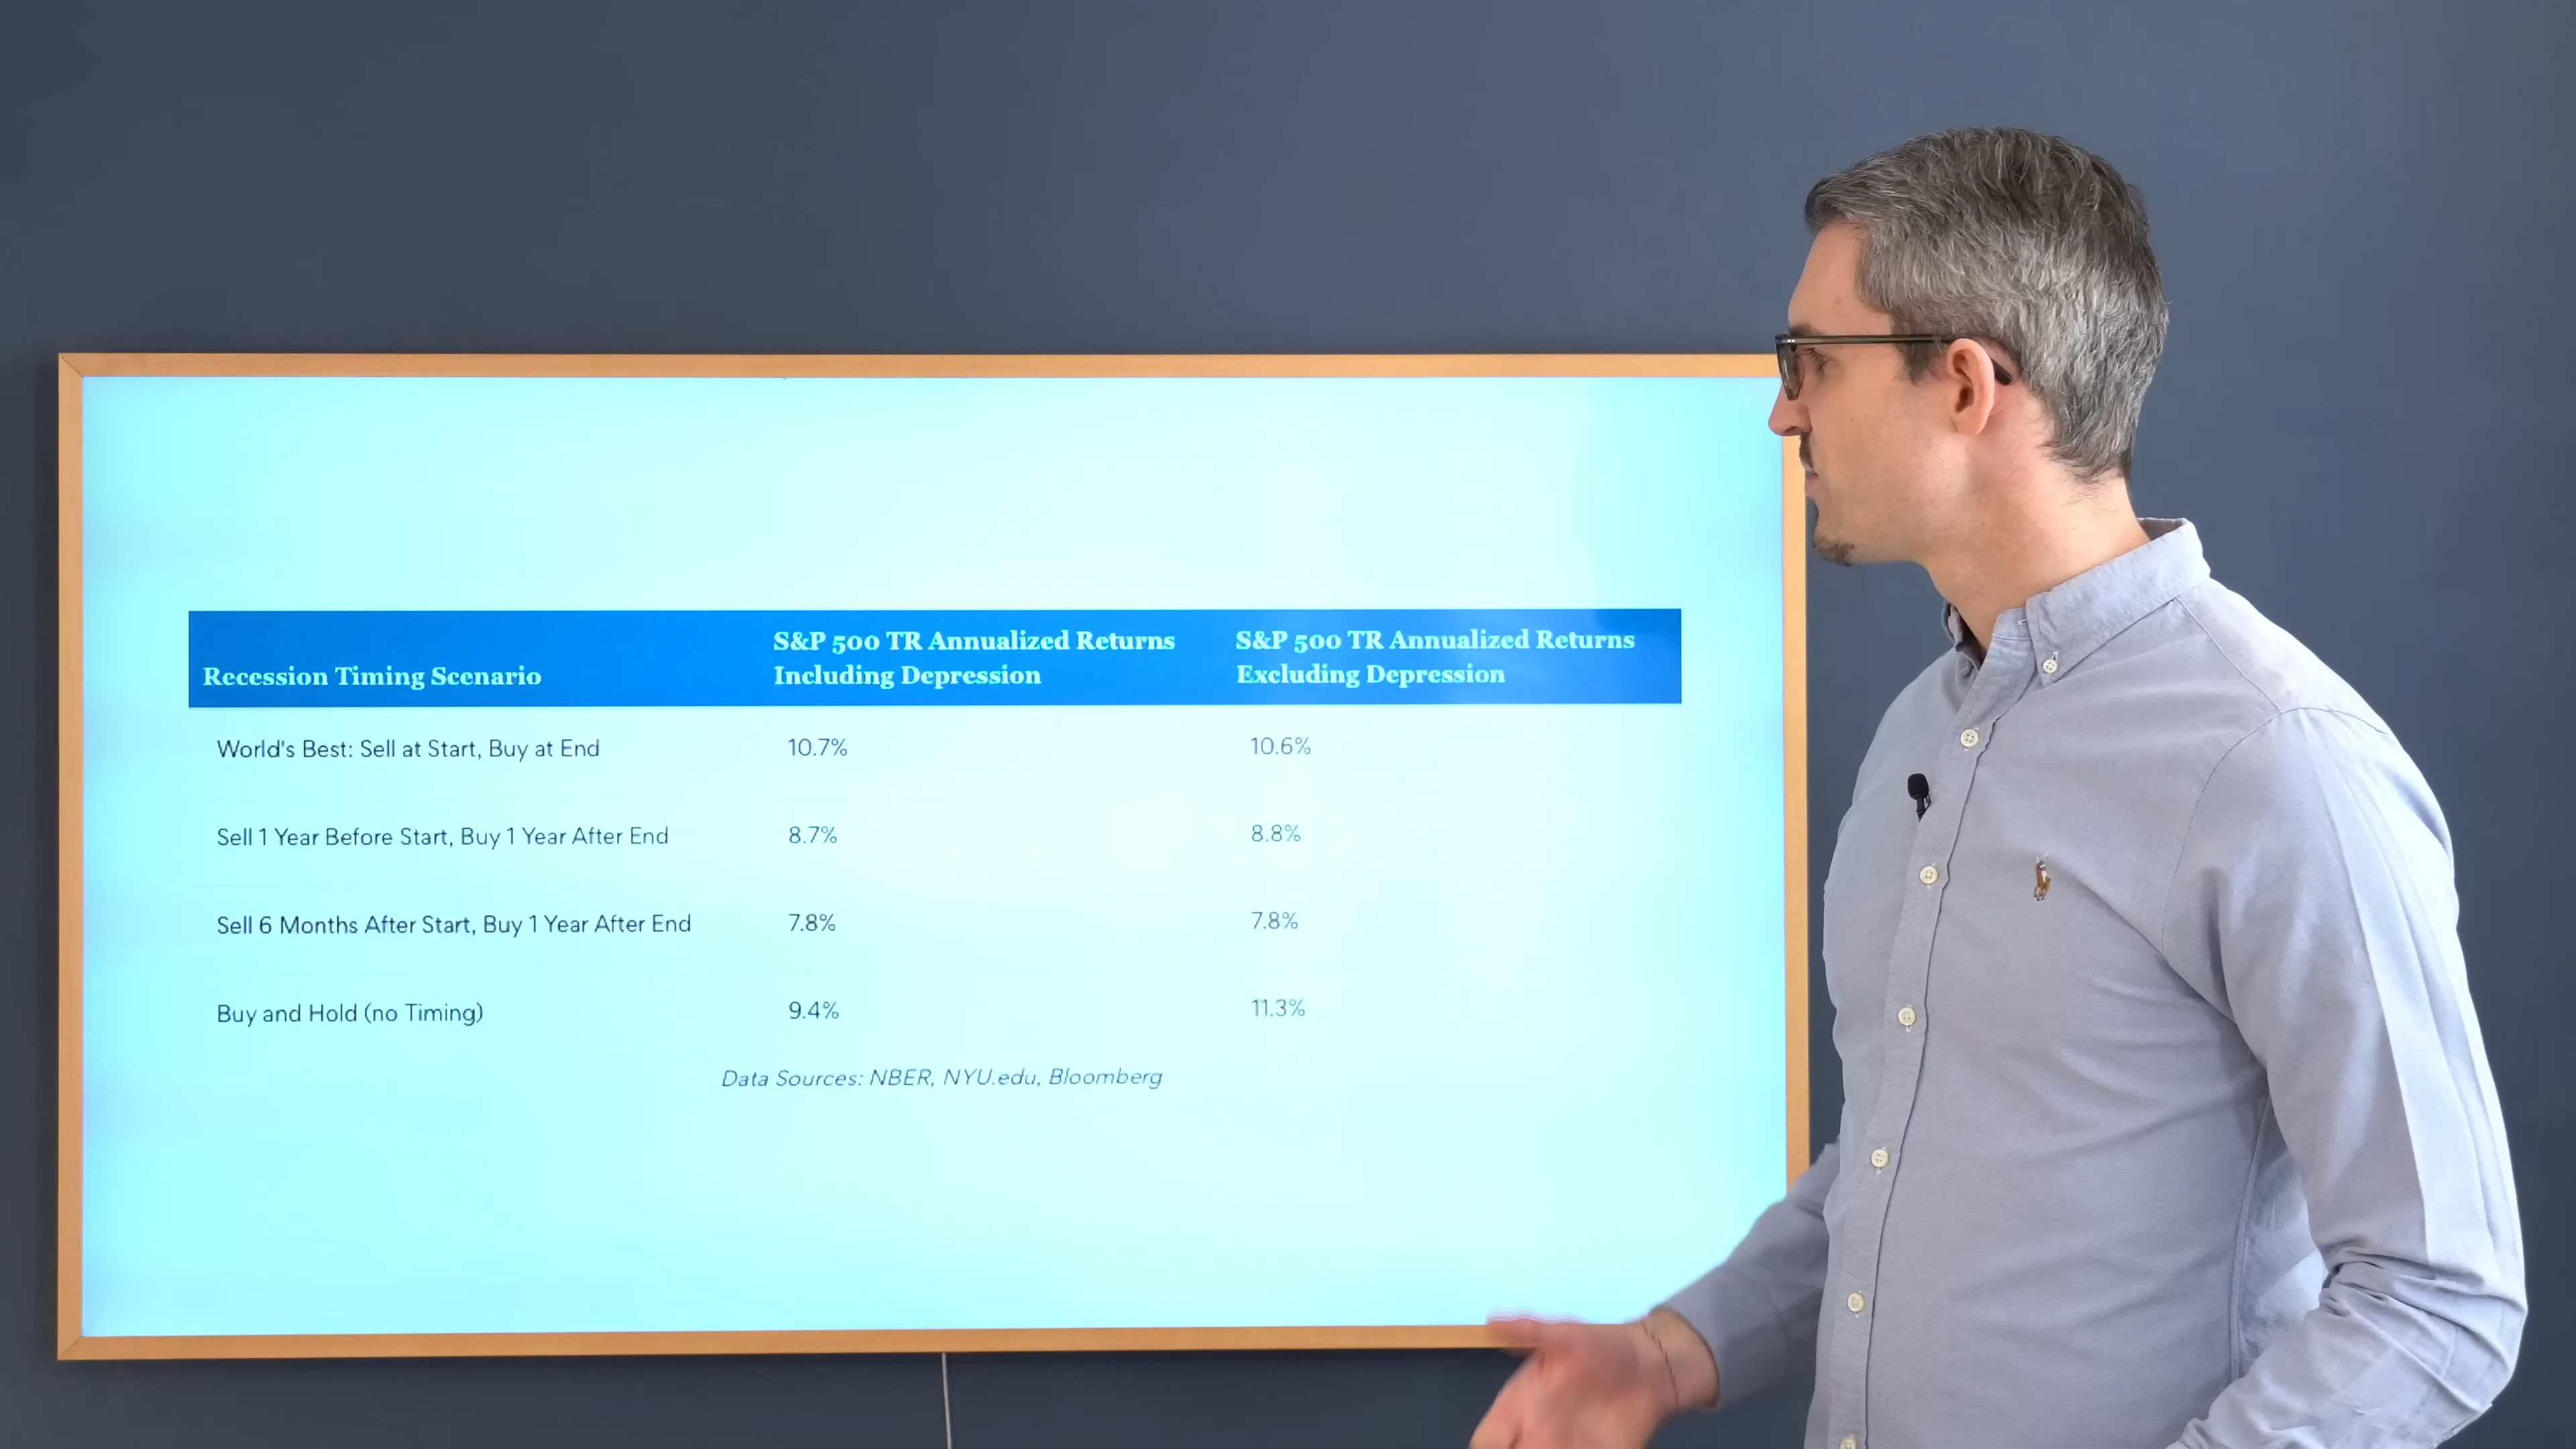 Recession Timing Scenario
S&P 500 TR Annualized Returns
Including Depression
S&P 500 TR Annualized Returns
Excluding Depression
World's Best: Sell at Start, Buy at End
10.7%
10.6%
Sell 1 Year Before Start, Buy 1 Year After End
8.7%
8.8%
Sell 6 Months After Start, Buy 1 Year After End
7.8%
7.8%
Buy and Hold (no Timing)
9.4%
11.3%
Data Sources: NBER, NYU.edu, Bloomberg